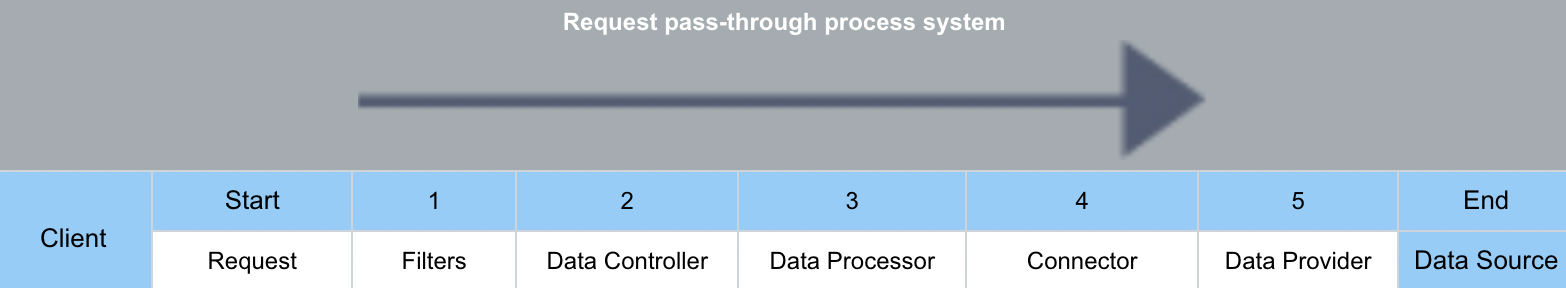 Request pass-through process system
Client
Start 1 2 3 4 5 End
Request Filters Data Controller Data Processor Connector Data Provider Data Source